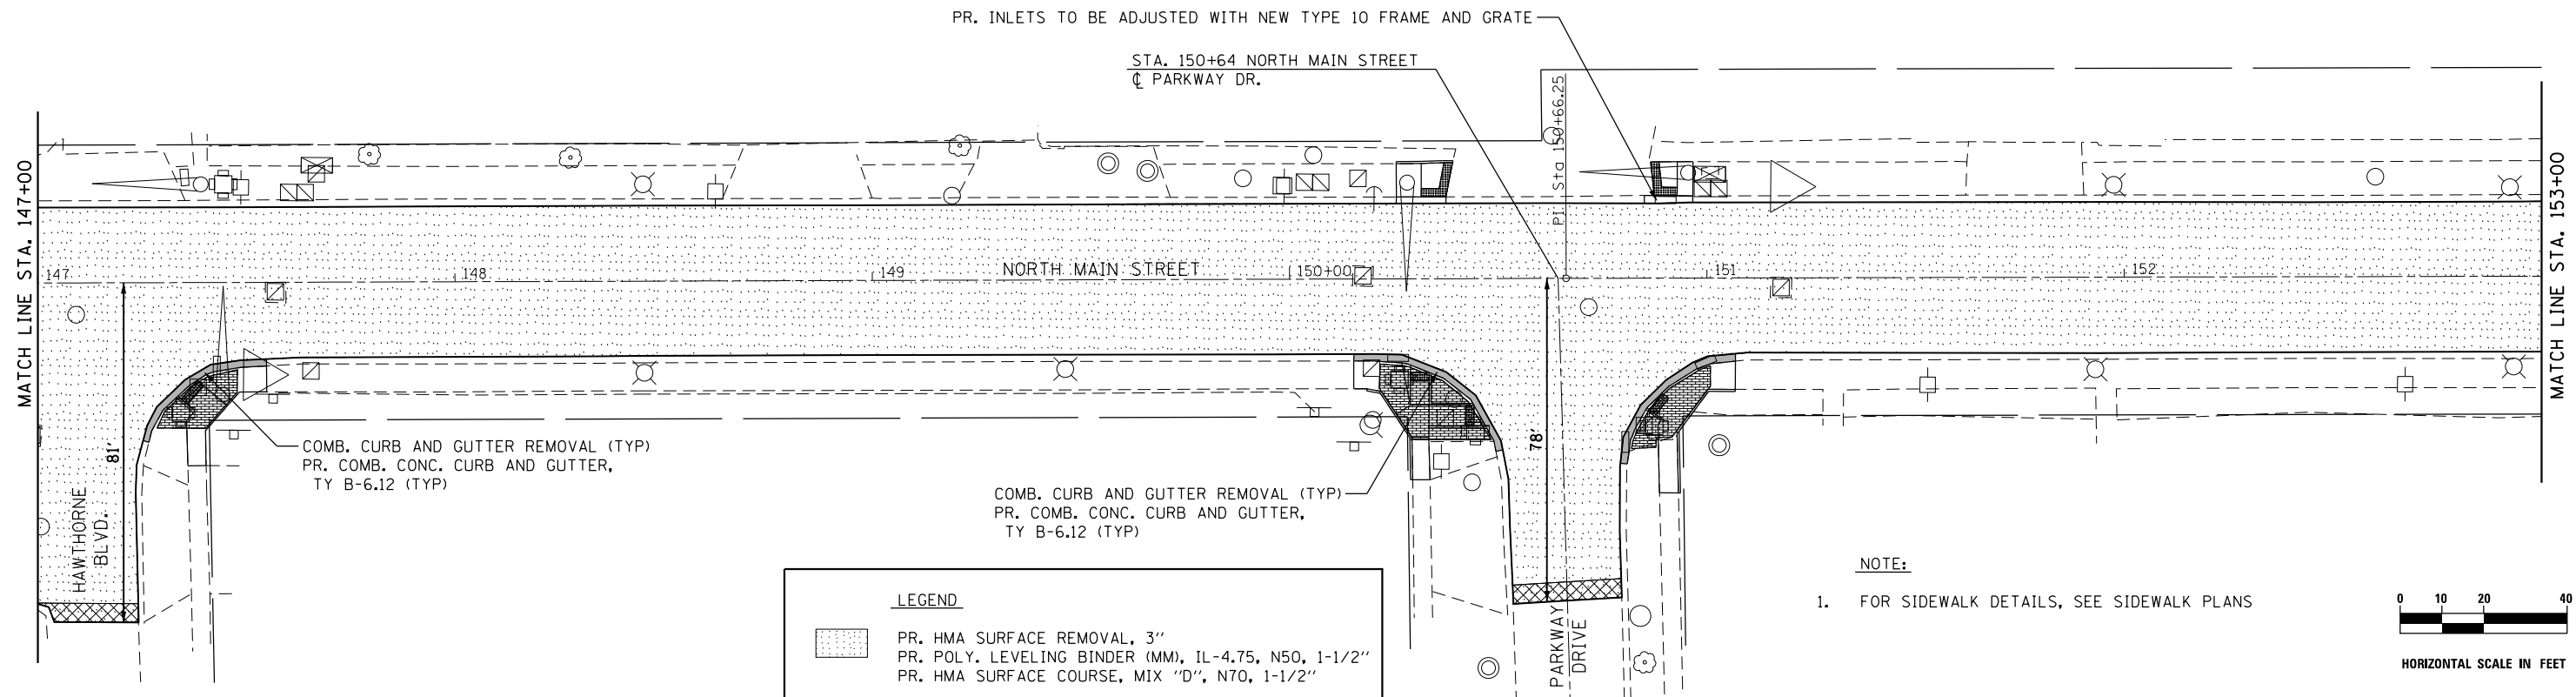 PR. INLETS TO BE ADJUSTED WITH NEW TYPE 10 FRAME AND GRATE
STA. 150+64 NORTH MAIN STREET
℄ PARKWAY DR.
PI Sta 150+66.25
MATCH LINE STA. 147+00
MATCH LINE STA. 153+00
147
148
149
NORTH MAIN STREET
150+00
151
152
81'
HAWTHORNE
BLVD.
COMB. CURB AND GUTTER REMOVAL (TYP)
PR. COMB. CONC. CURB AND GUTTER,
TY B-6.12 (TYP)
COMB. CURB AND GUTTER REMOVAL (TYP)
PR. COMB. CONC. CURB AND GUTTER,
TY B-6.12 (TYP)
78'
PARKWAY
DRIVE
NOTE:
1. FOR SIDEWALK DETAILS, SEE SIDEWALK PLANS
LEGEND
PR. HMA SURFACE REMOVAL, 3"
PR. POLY. LEVELING BINDER (MM), IL-4.75, N50, 1-1/2"
PR. HMA SURFACE COURSE, MIX "D", N70, 1-1/2"
0 10 20 40
HORIZONTAL SCALE IN FEET